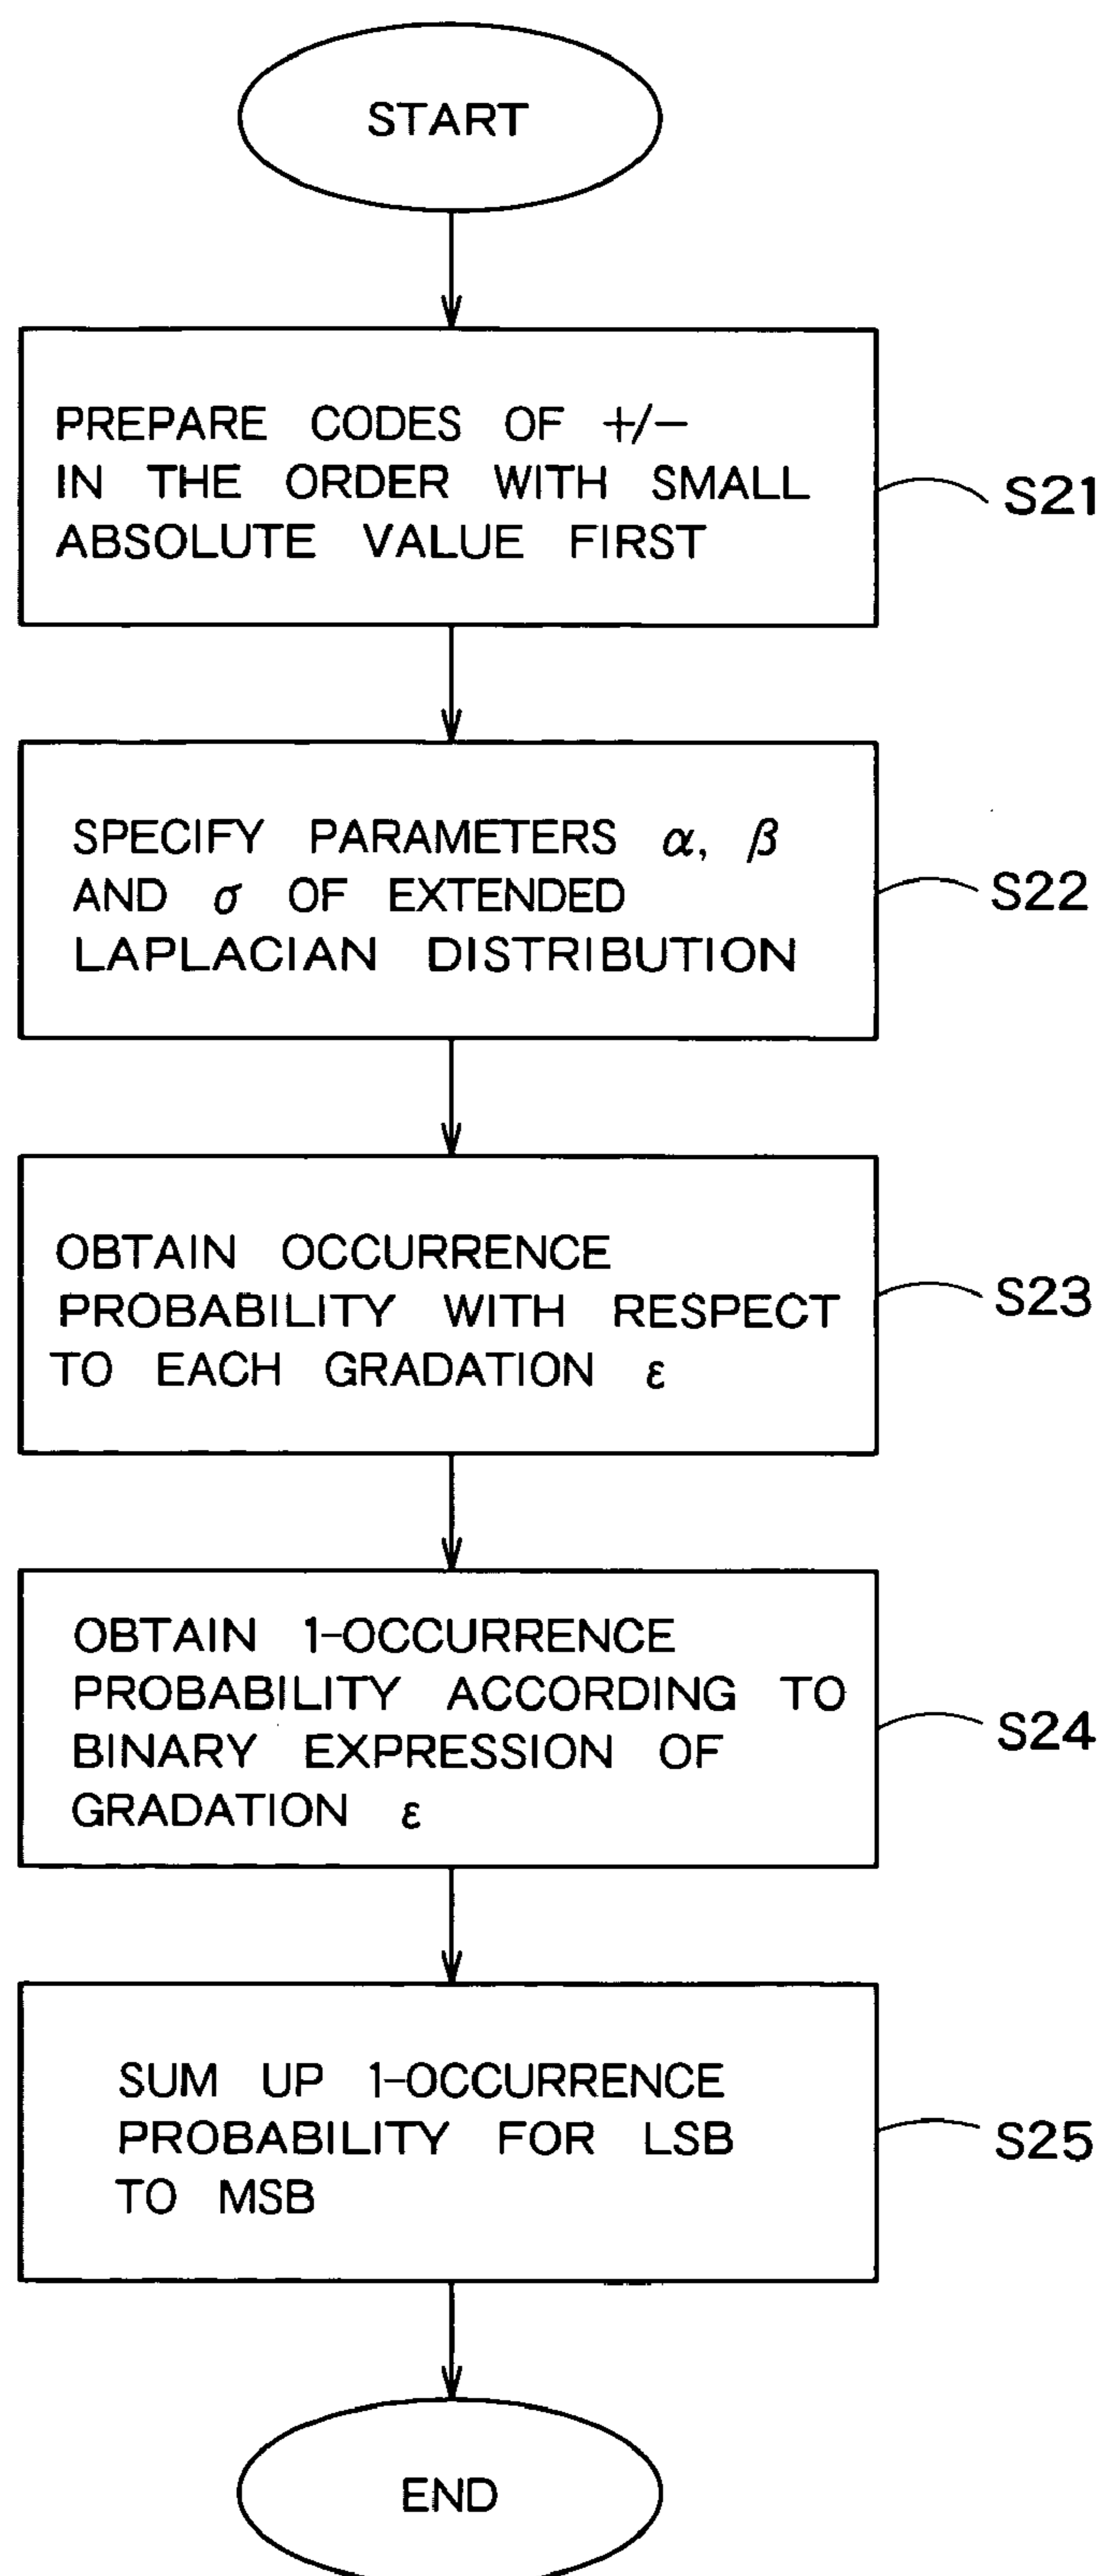 START
PREPARE CODES OF +/−
IN THE ORDER WITH SMALL
ABSOLUTE VALUE FIRST
S21
SPECIFY PARAMETERS α, β
AND σ OF EXTENDED
LAPLACIAN DISTRIBUTION
S22
OBTAIN OCCURRENCE
PROBABILITY WITH RESPECT
TO EACH GRADATION ε
S23
OBTAIN 1-OCCURRENCE
PROBABILITY ACCORDING TO
BINARY EXPRESSION OF
GRADATION ε
S24
SUM UP 1-OCCURRENCE
PROBABILITY FOR LSB
TO MSB
S25
END